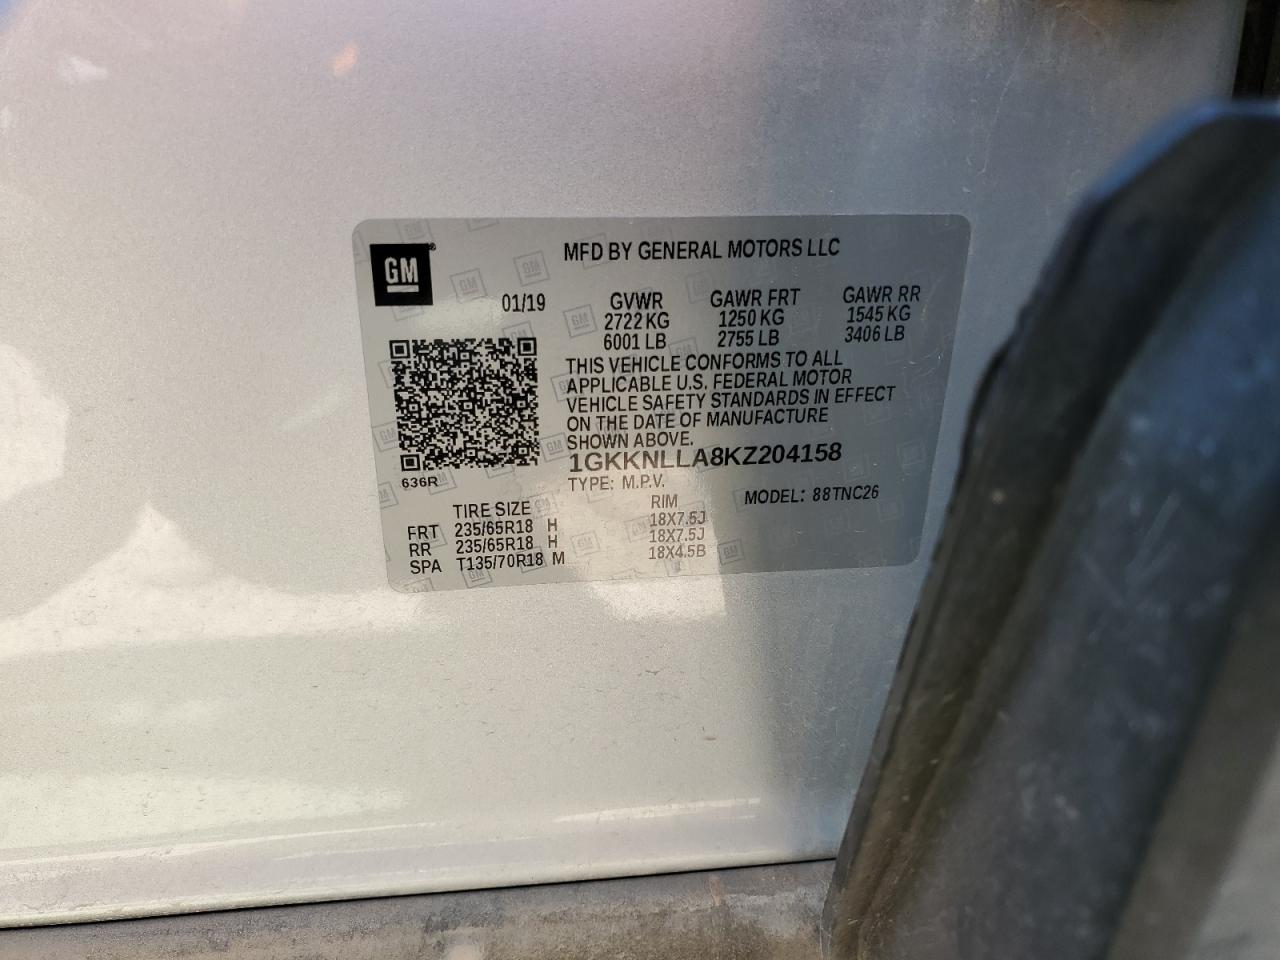 GM®
MFD BY GENERAL MOTORS LLC
01/19 GVWR GAWR FRT GAWR RR
2722 KG 1250 KG 1545 KG
6001 LB 2755 LB 3406 LB
THIS VEHICLE CONFORMS TO ALL
APPLICABLE U.S. FEDERAL MOTOR
VEHICLE SAFETY STANDARDS IN EFFECT
ON THE DATE OF MANUFACTURE
SHOWN ABOVE.
1GKKNLLA8KZ204158
636R
TYPE: M.P.V. MODEL: 88TNC26
TIRE SIZE RIM
FRT 235/65R18 H 18X7.5J
RR 235/65R18 H 18X7.5J
SPA T135/70R18 M 18X4.5B